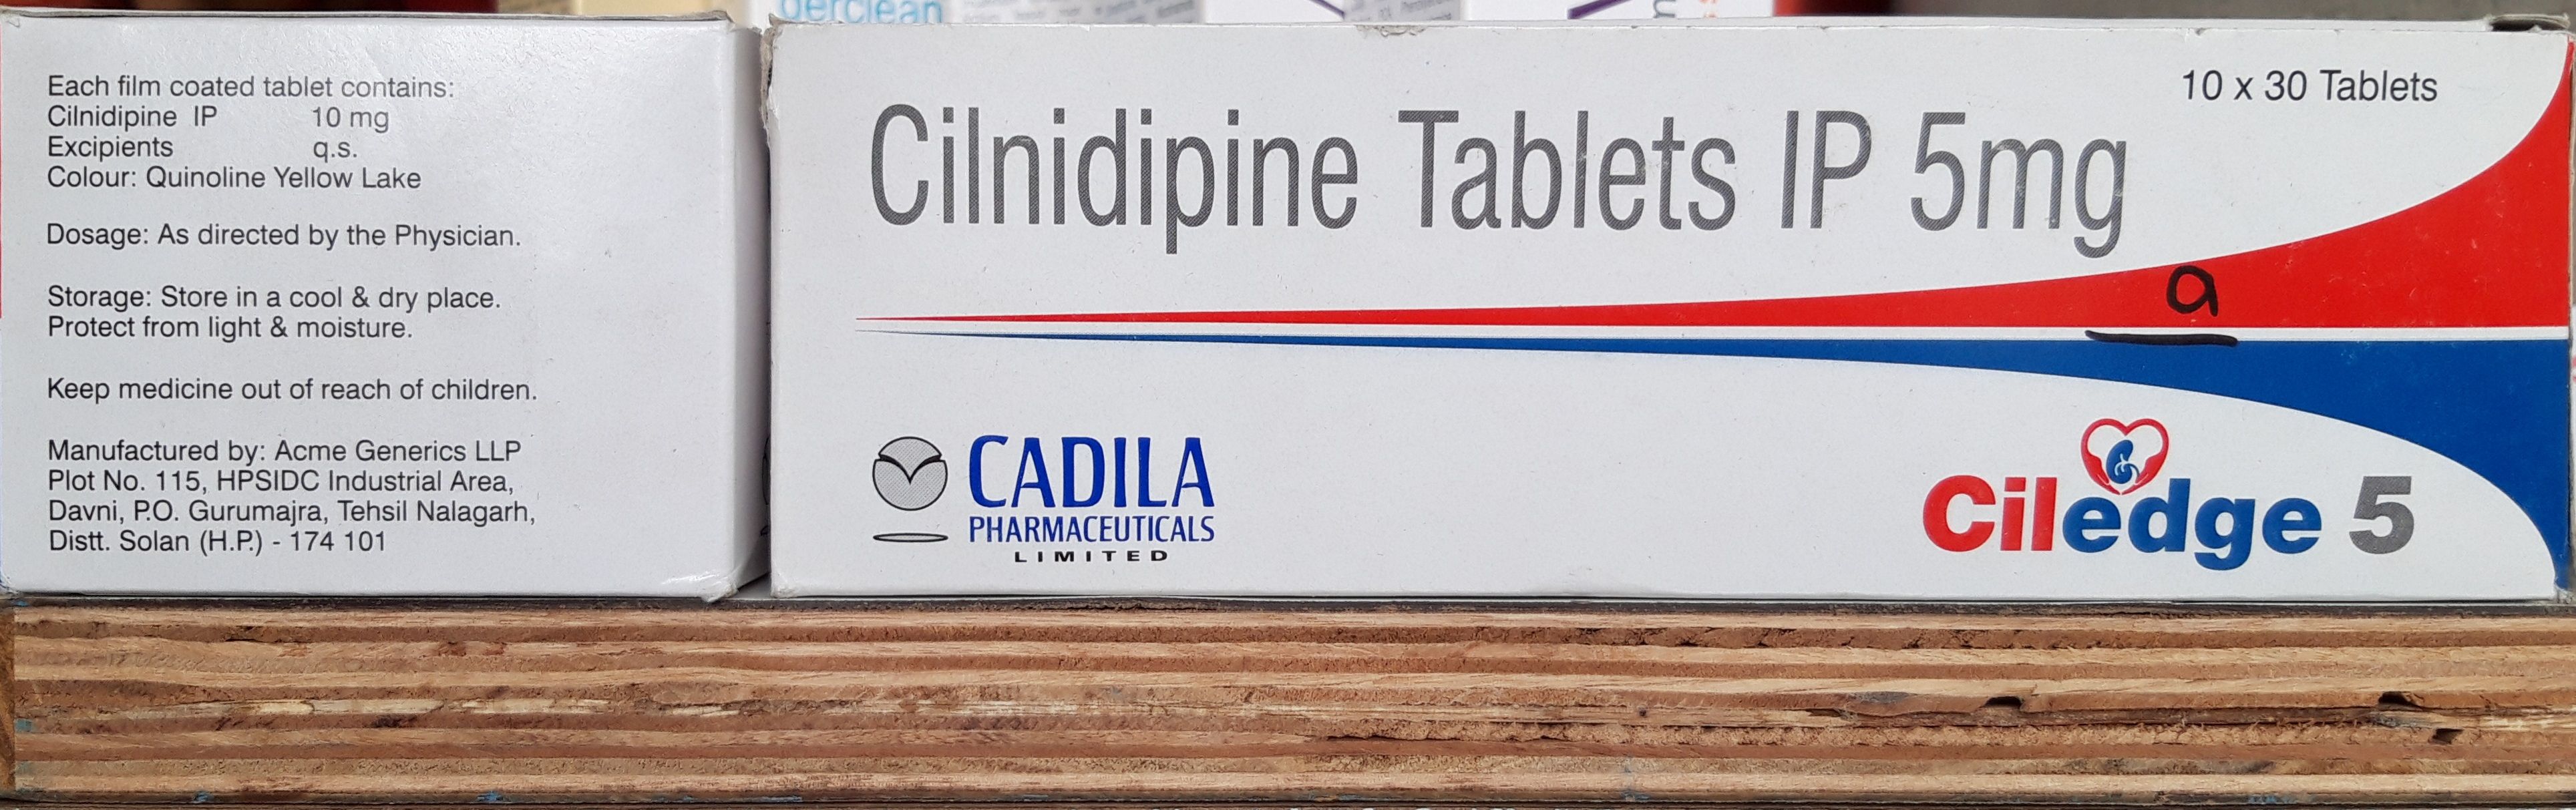 Each film coated tablet contains:
Cilnidipine IP 10 mg
Excipients q.s.
Colour: Quinoline Yellow Lake
Dosage: As directed by the Physician.
Storage: Store in a cool & dry place.
Protect from light & moisture.
Keep medicine out of reach of children.
Manufactured by: Acme Generics LLP
Plot No. 115, HPSIDC Industrial Area,
Davni, P.O. Gurumajra, Tehsil Nalagarh,
Distt. Solan (H.P.) - 174 101
10 x 30 Tablets
Cilnidipine Tablets IP 5mg
a
CADILA
PHARMACEUTICALS
LIMITED
Ciledge 5